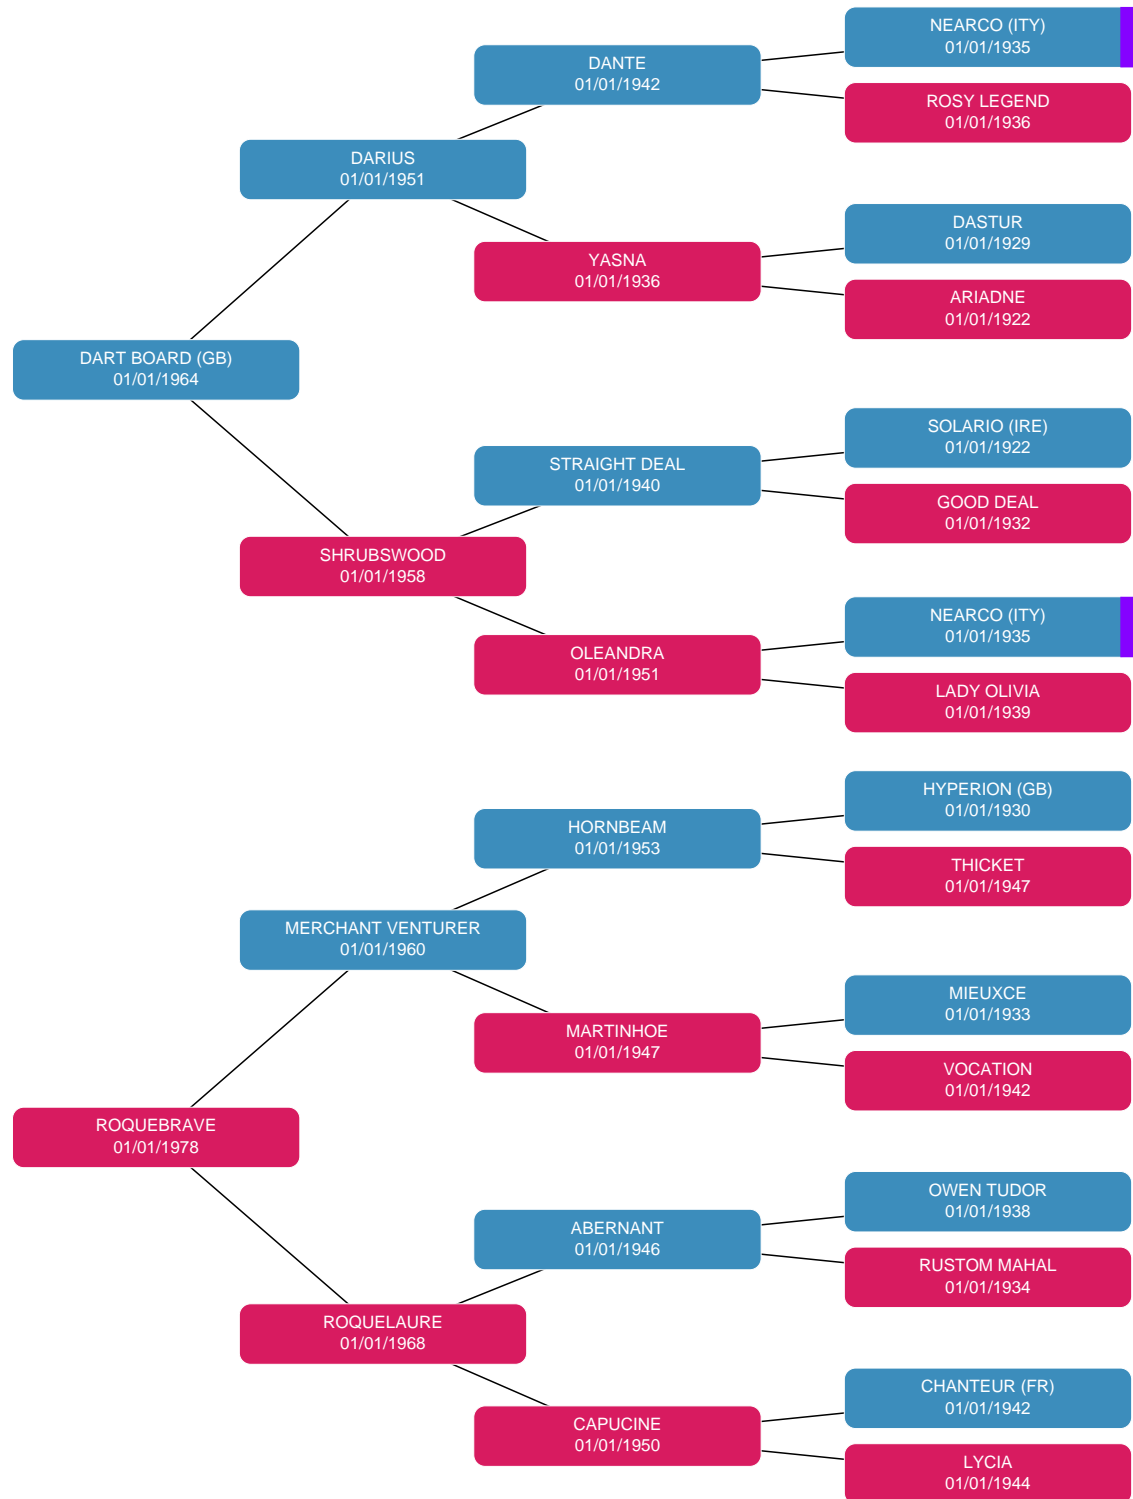 NEARCO (ITY)
01/01/1935
DANTE
01/01/1942
ROSY LEGEND
01/01/1936
DARIUS
01/01/1951
DASTUR
01/01/1929
YASNA
01/01/1936
ARIADNE
01/01/1922
DART BOARD (GB)
01/01/1964
SOLARIO (IRE)
01/01/1922
STRAIGHT DEAL
01/01/1940
GOOD DEAL
01/01/1932
SHRUBSWOOD
01/01/1958
NEARCO (ITY)
01/01/1935
OLEANDRA
01/01/1951
LADY OLIVIA
01/01/1939
HYPERION (GB)
01/01/1930
HORNBEAM
01/01/1953
THICKET
01/01/1947
MERCHANT VENTURER
01/01/1960
MIEUXCE
01/01/1933
MARTINHOE
01/01/1947
VOCATION
01/01/1942
ROQUEBRAVE
01/01/1978
OWEN TUDOR
01/01/1938
ABERNANT
01/01/1946
RUSTOM MAHAL
01/01/1934
ROQUELAURE
01/01/1968
CHANTEUR (FR)
01/01/1942
CAPUCINE
01/01/1950
LYCIA
01/01/1944